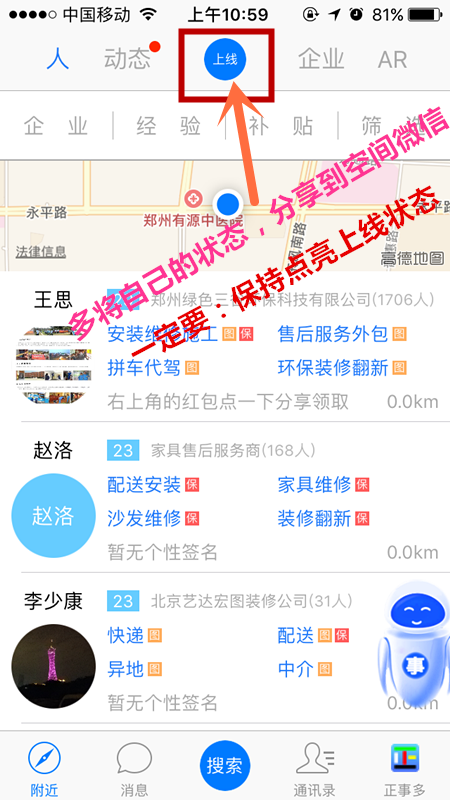 中国移动 上午10:59 81%
人 动态 上线 企业 AR
企业 经验 补贴 筛选
多将自己的状态，分享到空间微信
一定要：保持点亮上线状态
永平路 郑州有源中医院 永平路
法律信息 高德地图
王思 郑州绿色三 保科技有限公司(1706人)
安装维修施工 图 保 售后服务外包 图
拼车代驾 图 环保装修翻新 图
右上角的红包点一下分享领取 0.0km
赵洛 23 家具售后服务商(168人)
赵洛
配送安装 保 家具维修 保
沙发维修 保 装修翻新 保
暂无个性签名 0.0km
李少康 23 北京艺达宏图装修公司(31人)
快递 图 配送 图 保
异地 图 中介 图
暂无个性签名 0.0km
事
附近 消息 搜索 通讯录 正事多